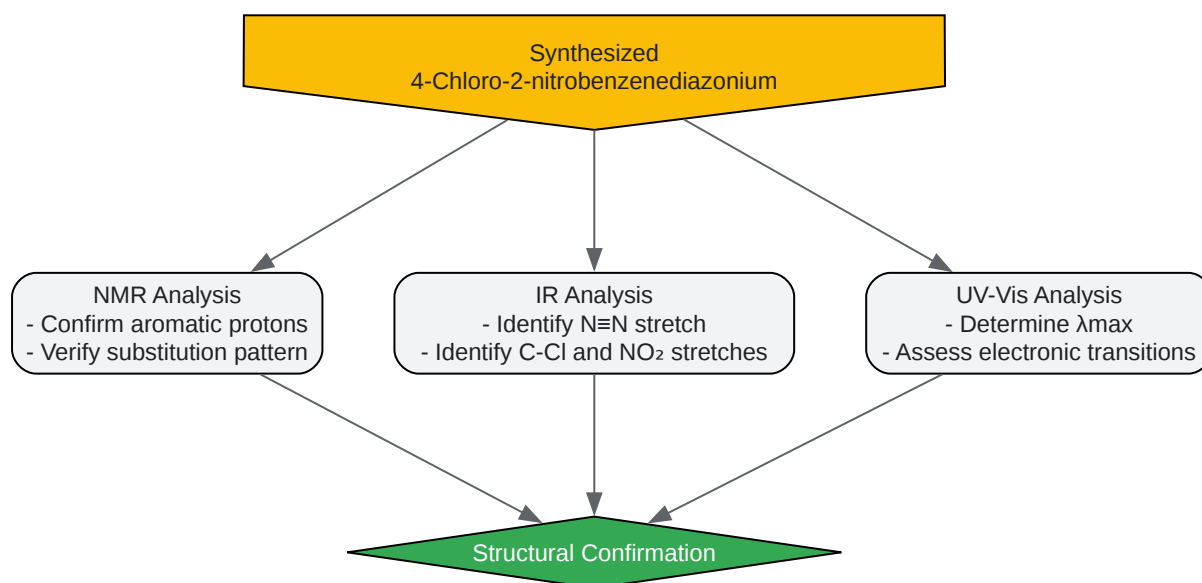 Synthesized
4-Chloro-2-nitrobenzenediazonium
NMR Analysis
- Confirm aromatic protons
- Verify substitution pattern
IR Analysis
- Identify N≡N stretch
- Identify C-Cl and NO₂ stretches
UV-Vis Analysis
- Determine λmax
- Assess electronic transitions
Structural Confirmation